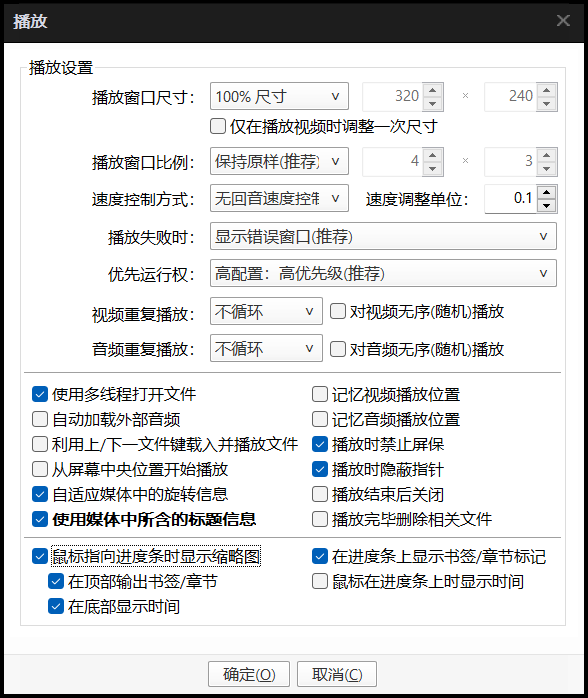 播放
播放设置
播放窗口尺寸： 100% 尺寸 320 × 240
仅在播放视频时调整一次尺寸
播放窗口比例： 保持原样(推荐) 4 × 3
速度控制方式： 无回音速度控制 速度调整单位： 0.1
播放失败时： 显示错误窗口(推荐)
优先运行权： 高配置：高优先级(推荐)
视频重复播放： 不循环 对视频无序(随机)播放
音频重复播放： 不循环 对音频无序(随机)播放
使用多线程打开文件 记忆视频播放位置
自动加载外部音频 记忆音频播放位置
利用上/下一文件键载入并播放文件 播放时禁止屏保
从屏幕中央位置开始播放 播放时隐蔽指针
自适应媒体中的旋转信息 播放结束后关闭
使用媒体中所含的标题信息 播放完毕删除相关文件
鼠标指向进度条时显示缩略图 在进度条上显示书签/章节标记
在顶部输出书签/章节 鼠标在进度条上时显示时间
在底部显示时间
确定(O) 取消(C)